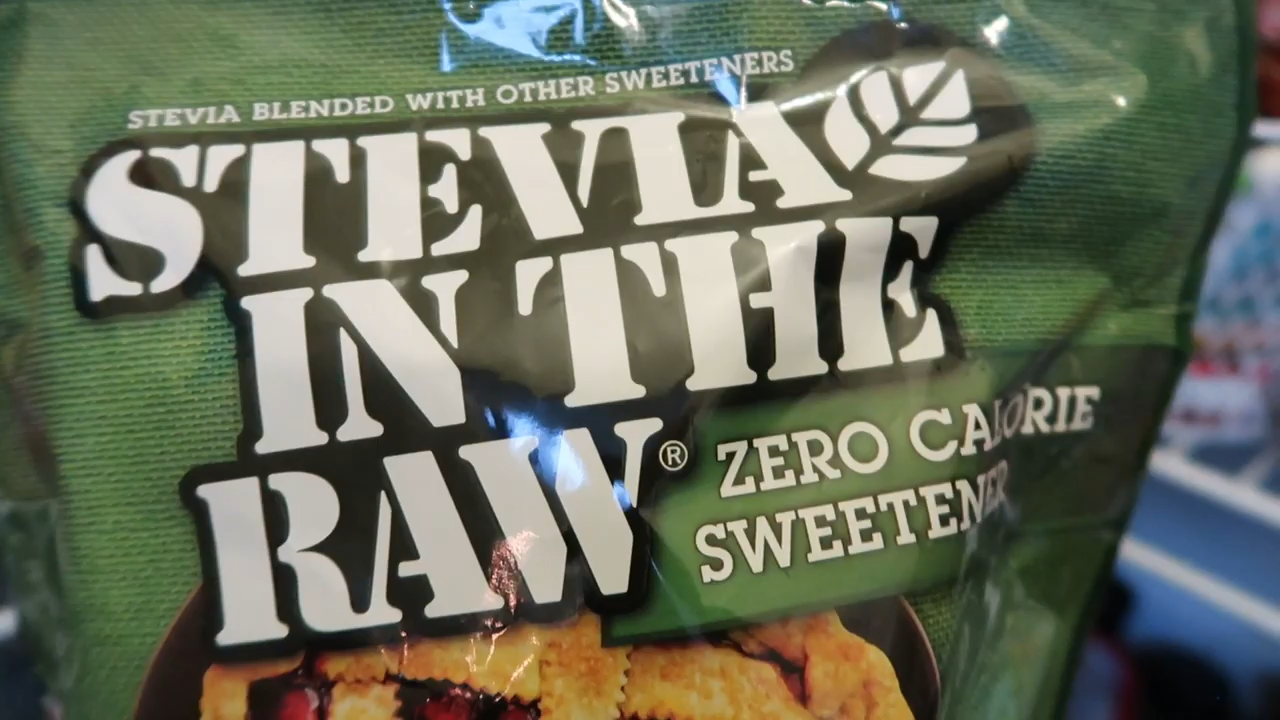 STEVIA BLENDED WITH OTHER SWEETENERS
STEVIA
IN THE
RAW®
ZERO CALORIE
SWEETENER